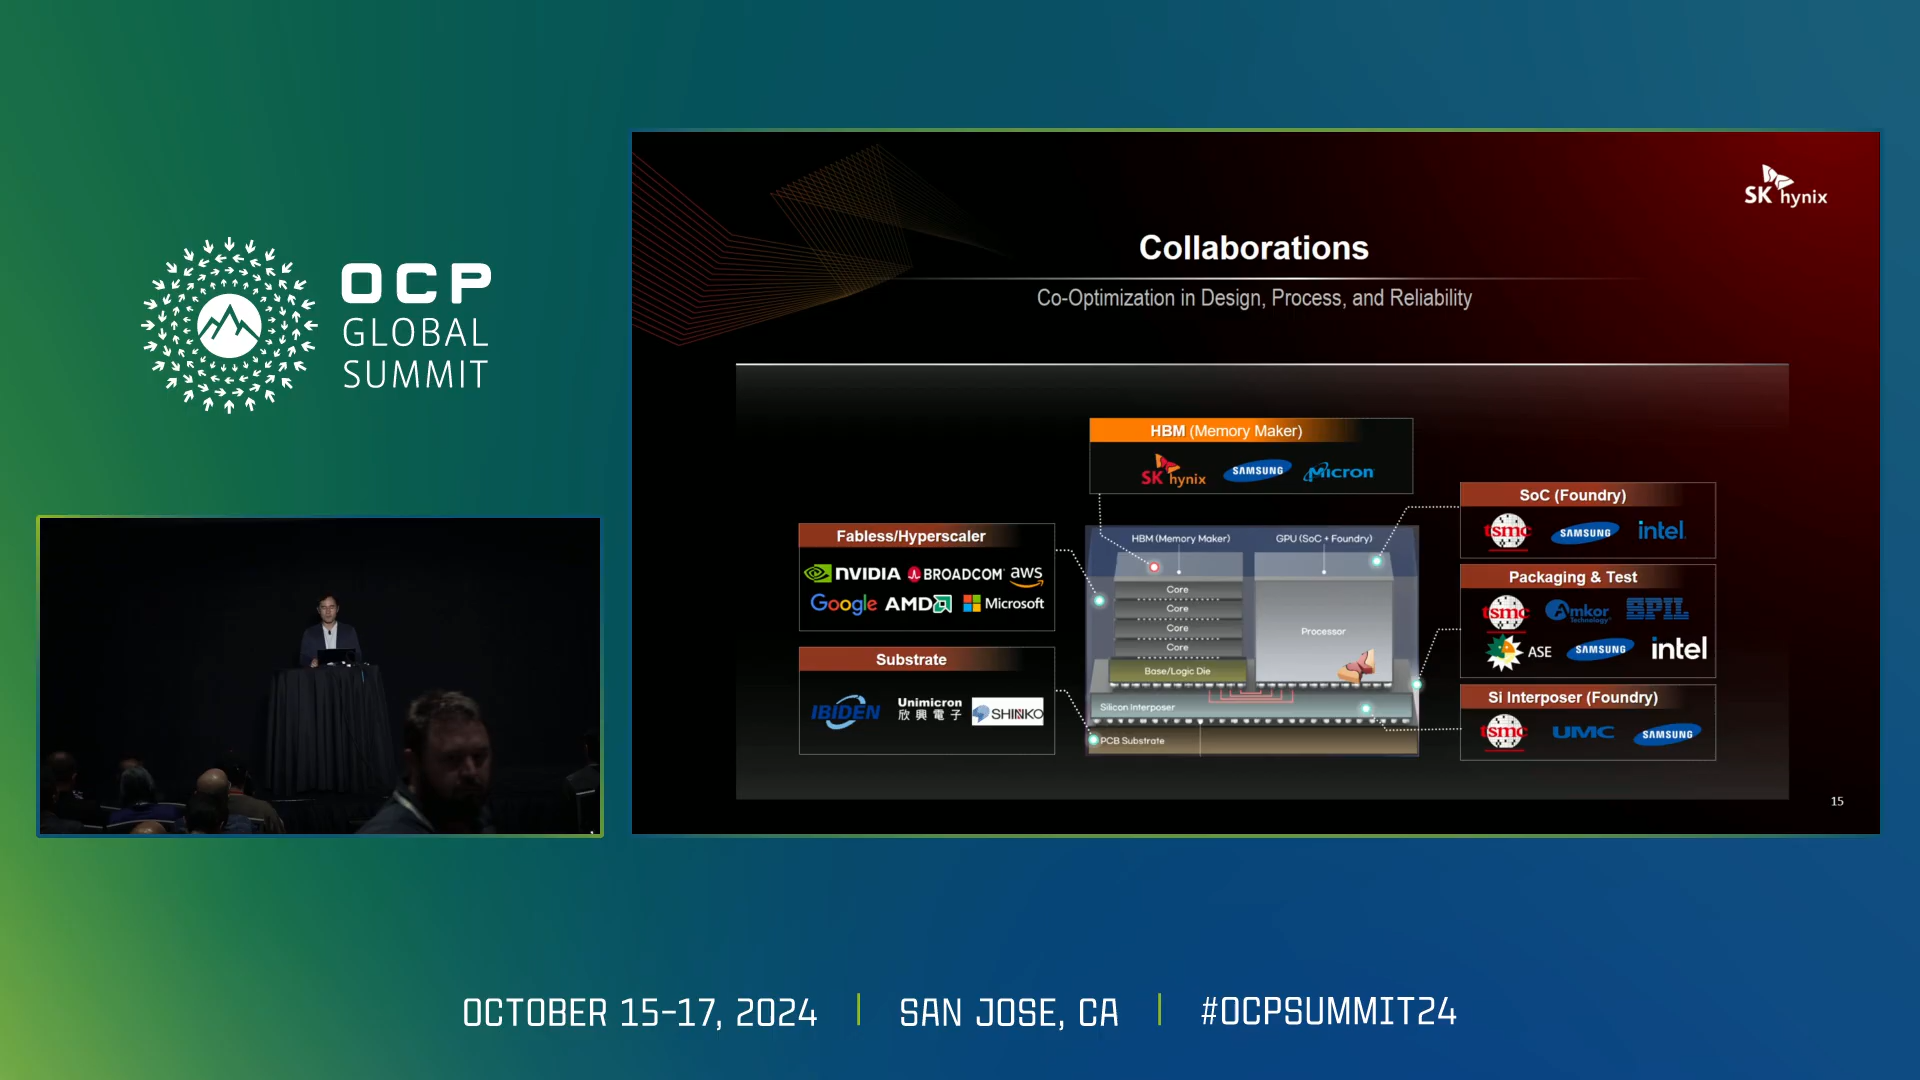 OCP
GLOBAL
SUMMIT
SK hynix
Collaborations
Co-Optimization in Design, Process, and Reliability
HBM (Memory Maker)
SK hynix SAMSUNG Micron
Fabless/Hyperscaler
NVIDIA BROADCOM aws
Google AMD Microsoft
Substrate
IBIDEN Unimicron 欣興電子 SHINKO
HBM (Memory Maker) GPU (SoC + Foundry)
Core
Core
Core
Core
Base/Logic Die
Processor
Silicon Interposer
PCB Substrate
SoC (Foundry)
tsmc SAMSUNG intel
Packaging & Test
tsmc Amkor Technology SPIL
ASE SAMSUNG intel
Si Interposer (Foundry)
tsmc UMC SAMSUNG
15
OCTOBER 15-17, 2024 | SAN JOSE, CA | #OCPSUMMIT24